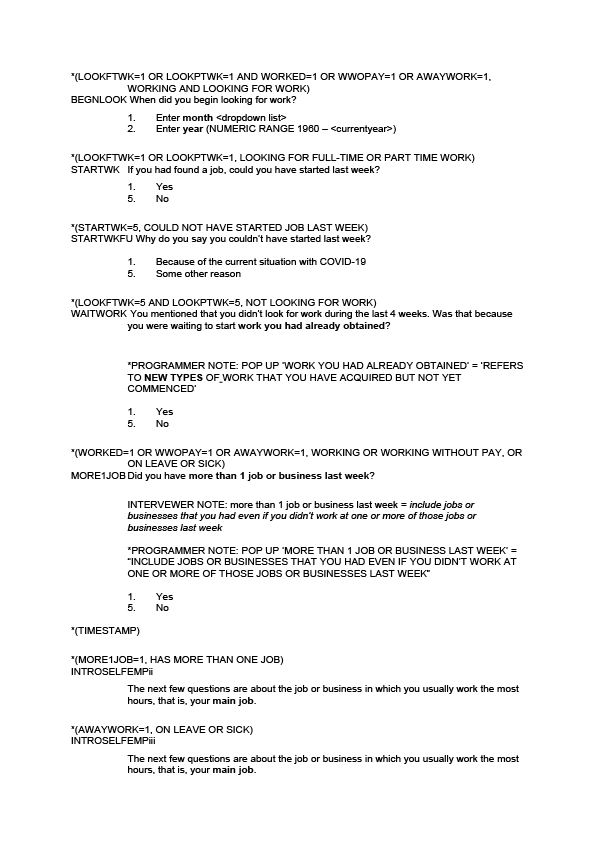 *(LOOKFTWK=1 OR LOOKPTWK=1 AND WORKED=1 OR WWOPAY=1 OR AWAYWORK=1,
WORKING AND LOOKING FOR WORK)
BEGNLOOK When did you begin looking for work?
1. Enter month <dropdown list>
2. Enter year (NUMERIC RANGE 1960 – <currentyear>)
*(LOOKFTWK=1 OR LOOKPTWK=1, LOOKING FOR FULL-TIME OR PART TIME WORK)
STARTWK If you had found a job, could you have started last week?
1. Yes
5. No
*(STARTWK=5, COULD NOT HAVE STARTED JOB LAST WEEK)
STARTWKFU Why do you say you couldn't have started last week?
1. Because of the current situation with COVID-19
5. Some other reason
*(LOOKFTWK=5 AND LOOKPTWK=5, NOT LOOKING FOR WORK)
WAITWORK You mentioned that you didn't look for work during the last 4 weeks. Was that because
you were waiting to start work you had already obtained?
*PROGRAMMER NOTE: POP UP 'WORK YOU HAD ALREADY OBTAINED' = 'REFERS
TO NEW TYPES OF WORK THAT YOU HAVE ACQUIRED BUT NOT YET
COMMENCED'
1. Yes
5. No
*(WORKED=1 OR WWOPAY=1 OR AWAYWORK=1, WORKING OR WORKING WITHOUT PAY, OR
ON LEAVE OR SICK)
MORE1JOB Did you have more than 1 job or business last week?
INTERVEWER NOTE: more than 1 job or business last week = include jobs or
businesses that you had even if you didn't work at one or more of those jobs or
businesses last week
*PROGRAMMER NOTE: POP UP 'MORE THAN 1 JOB OR BUSINESS LAST WEEK' =
"INCLUDE JOBS OR BUSINESSES THAT YOU HAD EVEN IF YOU DIDN'T WORK AT
ONE OR MORE OF THOSE JOBS OR BUSINESSES LAST WEEK"
1. Yes
5. No
*(TIMESTAMP)
*(MORE1JOB=1, HAS MORE THAN ONE JOB)
INTROSELFEMPii
The next few questions are about the job or business in which you usually work the most
hours, that is, your main job.
*(AWAYWORK=1, ON LEAVE OR SICK)
INTROSELFEMPiii
The next few questions are about the job or business in which you usually work the most
hours, that is, your main job.